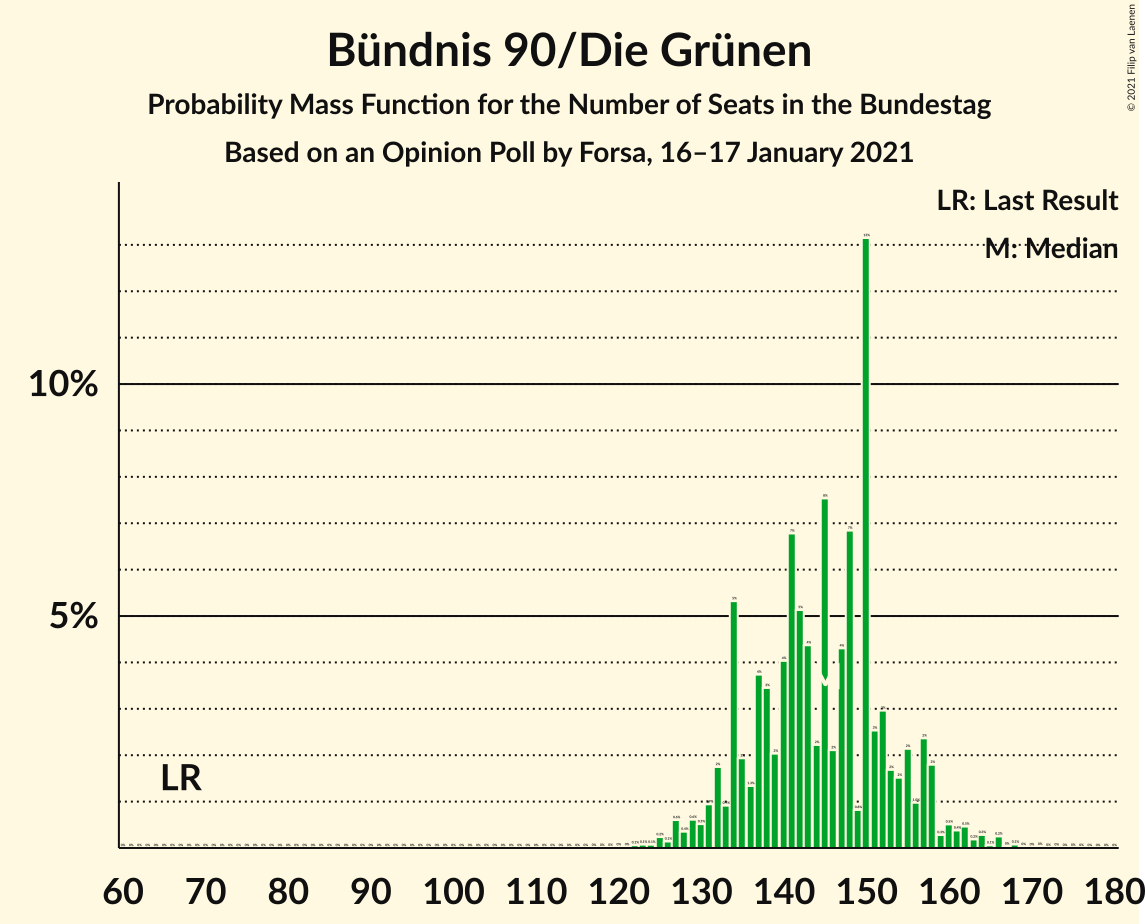 Bündnis 90/Die Grünen
Probability Mass Function for the Number of Seats in the Bundestag
Based on an Opinion Poll by Forsa, 16–17 January 2021
© 2021 Filip van Laenen
LR: Last Result
M: Median
10%
5%
LR
60 70 80 90 100 110 120 130 140 150 160 170 180